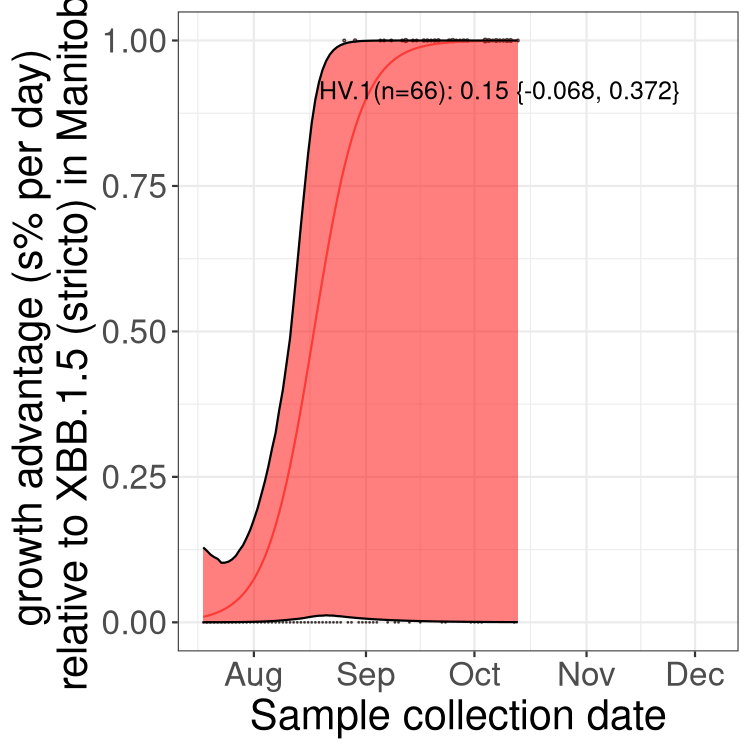 growth advantage (s% per day)
relative to XBB.1.5 (stricto) in Manitob
1.00
0.75
0.50
0.25
0.00
HV.1(n=66): 0.15 {-0.068, 0.372}
Aug Sep Oct Nov Dec
Sample collection date